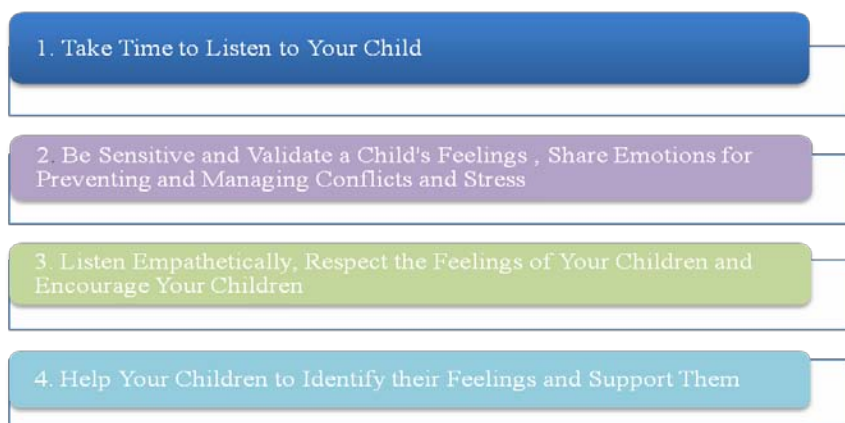 1. Take Time to Listen to Your Child
2. Be Sensitive and Validate a Child's Feelings , Share Emotions for
Preventing and Managing Conflicts and Stress
3. Listen Empathetically, Respect the Feelings of Your Children and
Encourage Your Children
4. Help Your Children to Identify their Feelings and Support Them